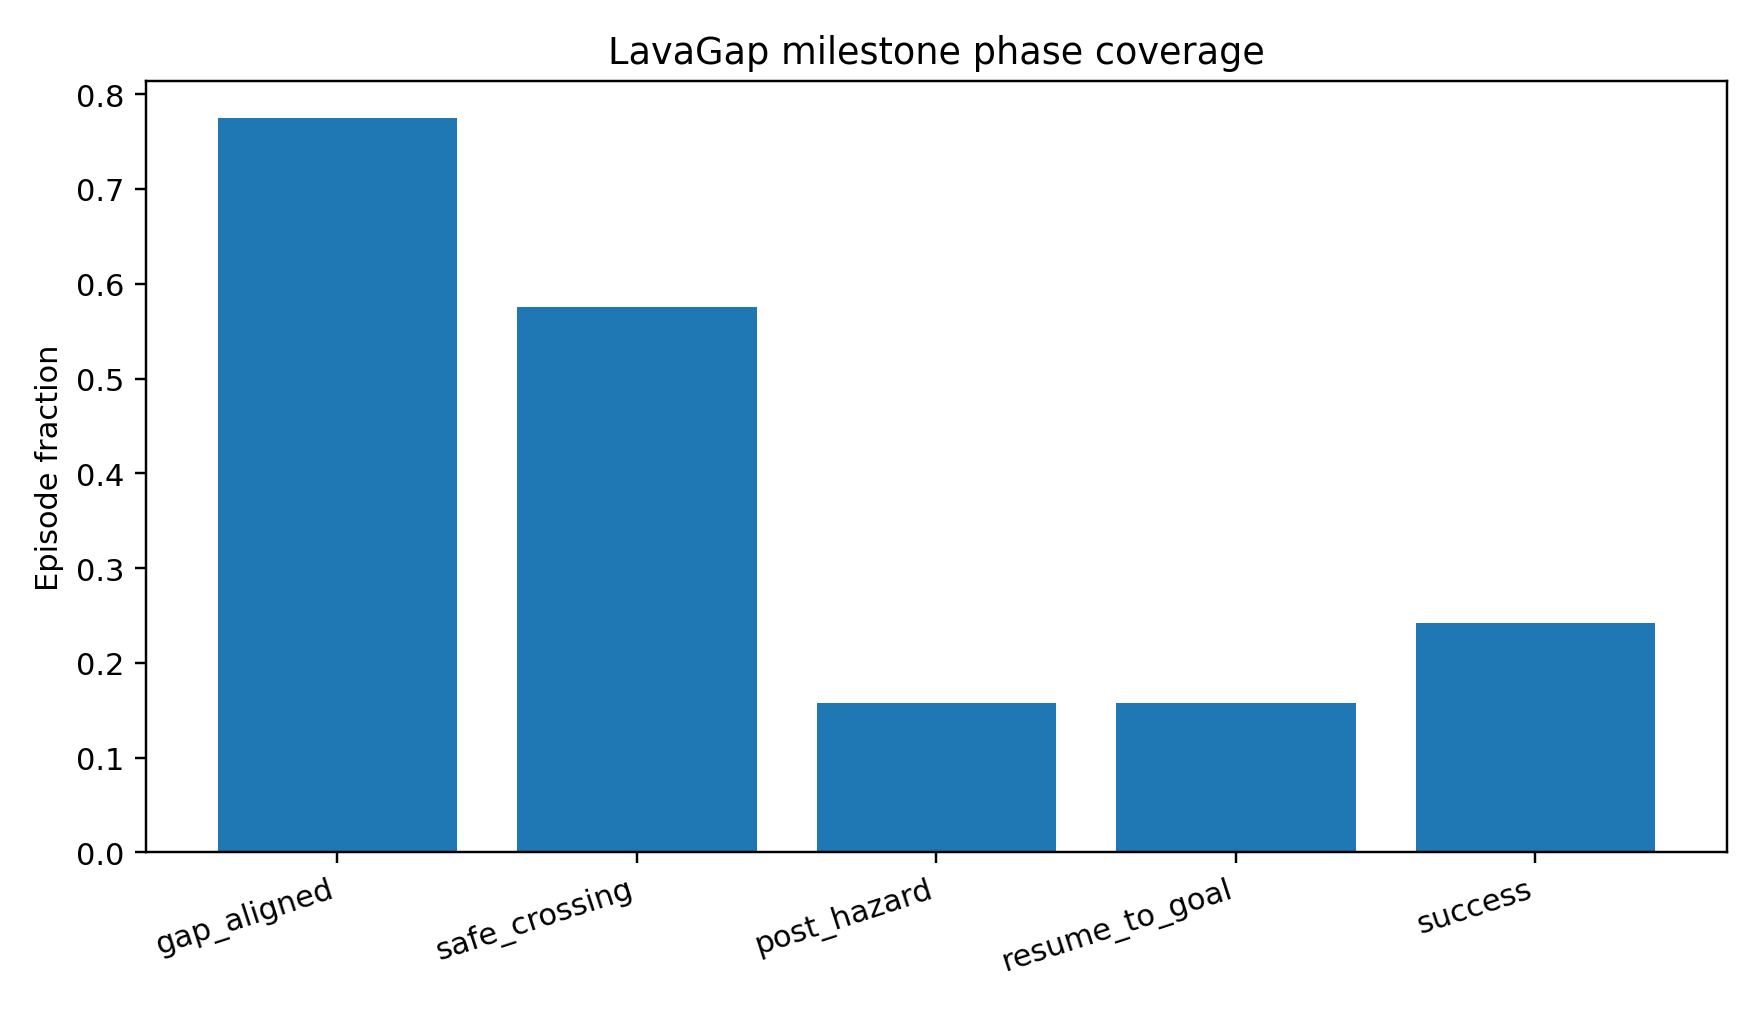 LavaGap milestone phase coverage
Episode fraction
0.8
0.7
0.6
0.5
0.4
0.3
0.2
0.1
0.0
gap_aligned
safe_crossing
post_hazard
resume_to_goal
success